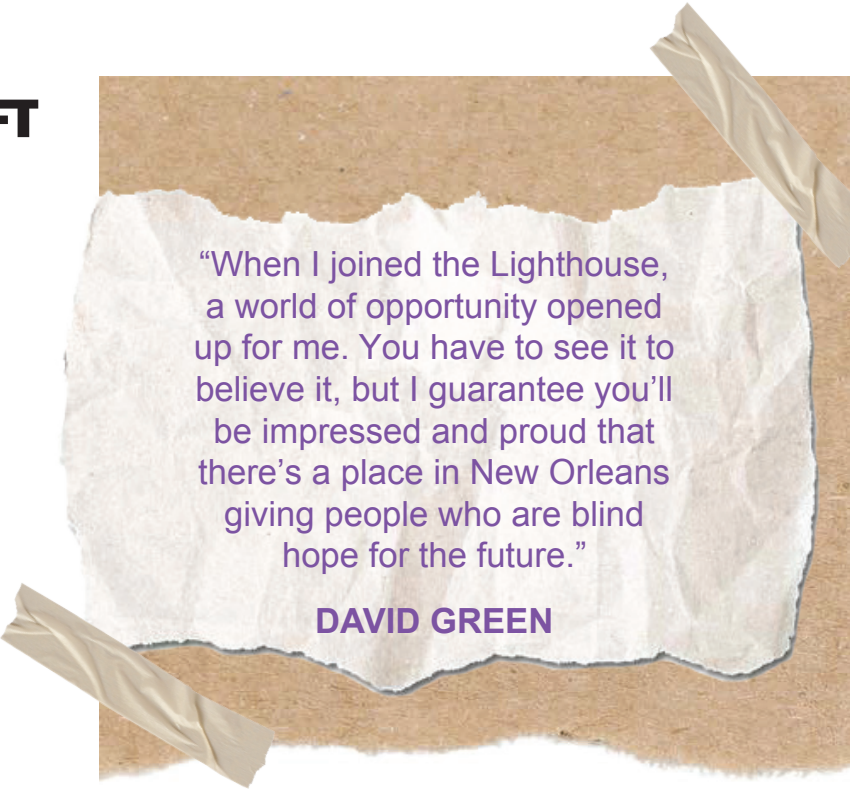 “When I joined the Lighthouse,
a world of opportunity opened
up for me. You have to see it to
believe it, but I guarantee you’ll
be impressed and proud that
there’s a place in New Orleans
giving people who are blind
hope for the future.”
DAVID GREEN